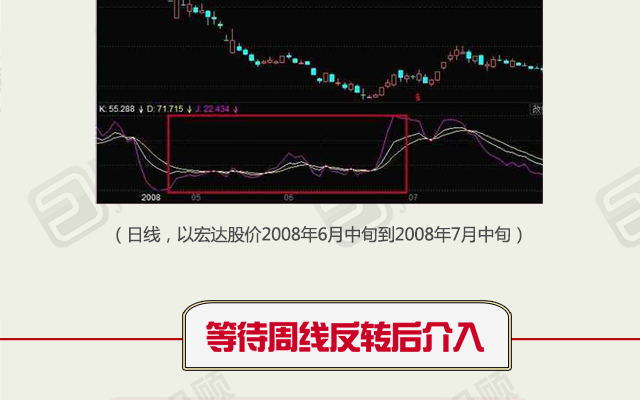 K: 55.288 ↓ D: 71.715 ↓ J: 22.434 ↓
2008 05 06 07
（日线，以宏达股价2008年6月中旬到2008年7月中旬）
等待周线反转后介入